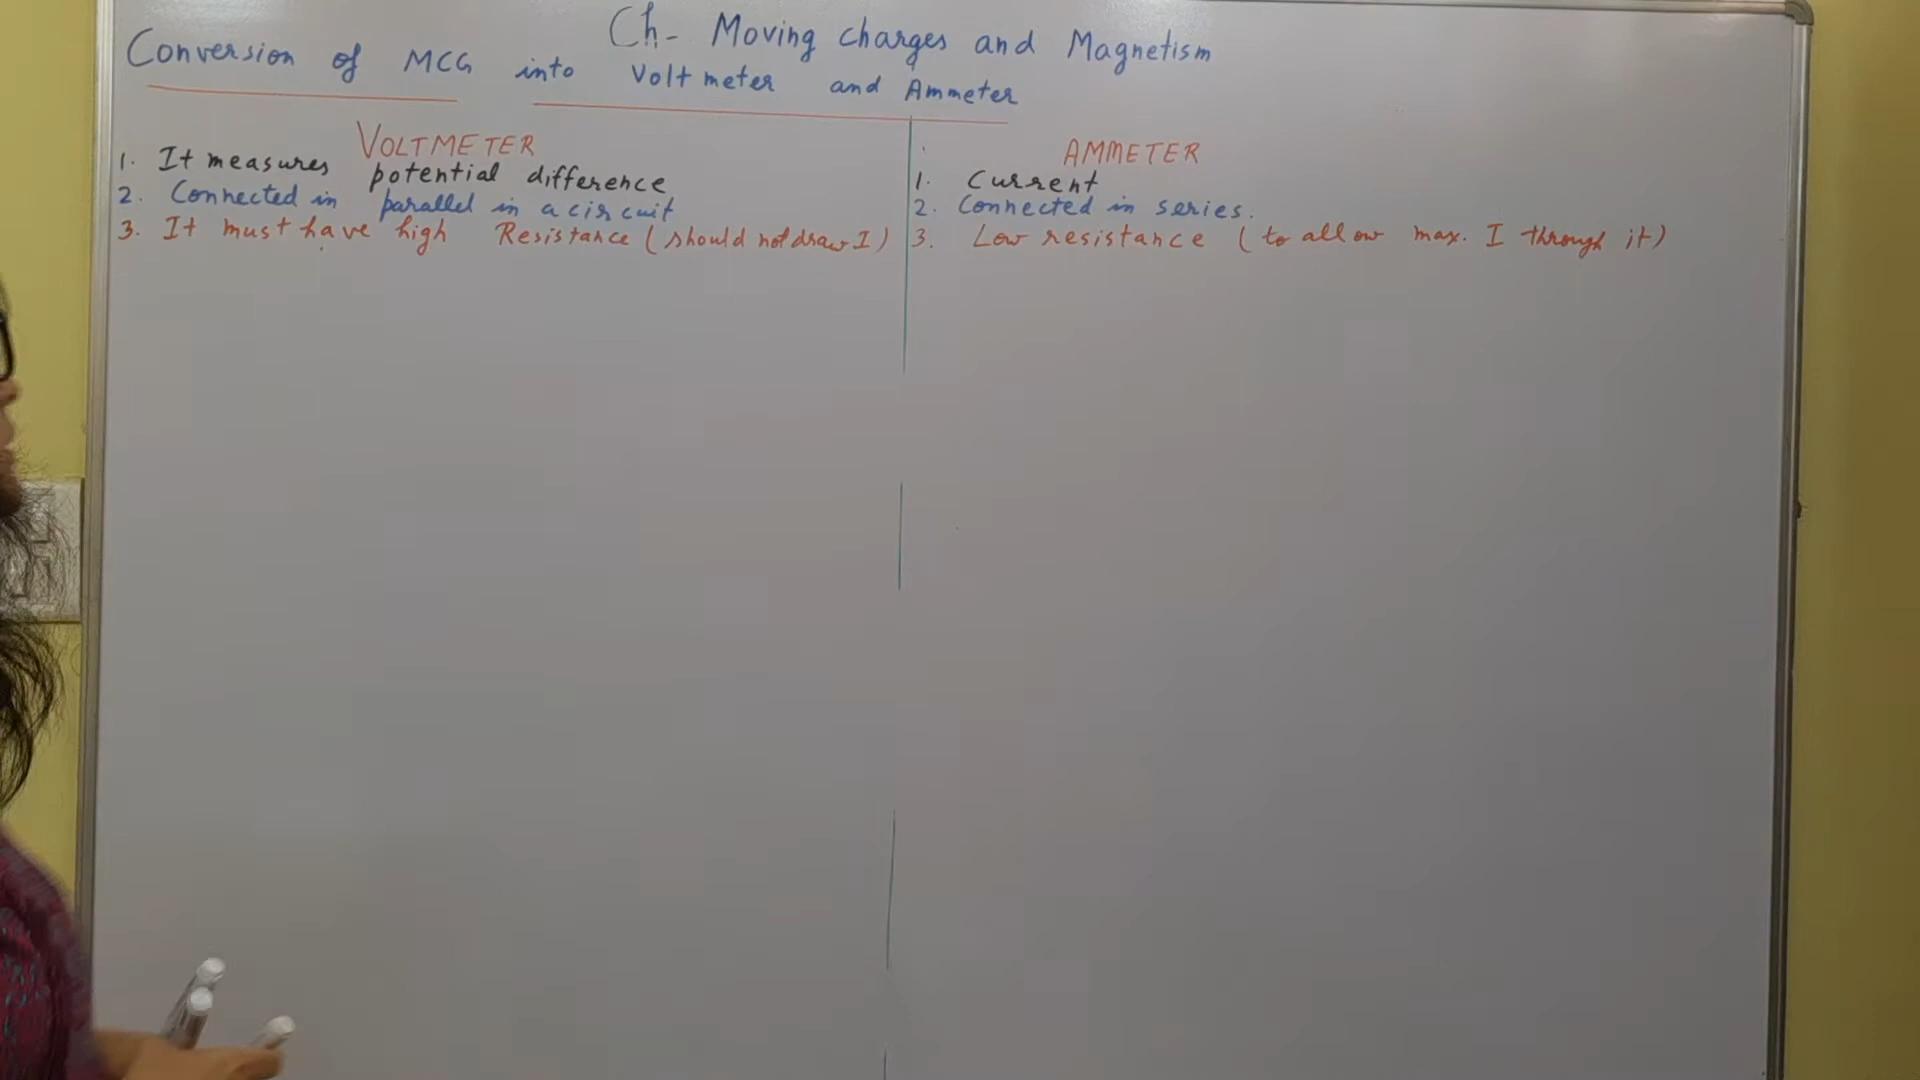 Ch- Moving charges and Magnetism
Conversion of MCG into Voltmeter and Ammeter
VOLTMETER
1. It measures potential difference
2. Connected in parallel in a circuit
3. It must have high Resistance (should not draw I)
AMMETER
1. Current
2. Connected in series.
3. Low resistance (to allow max. I through it)